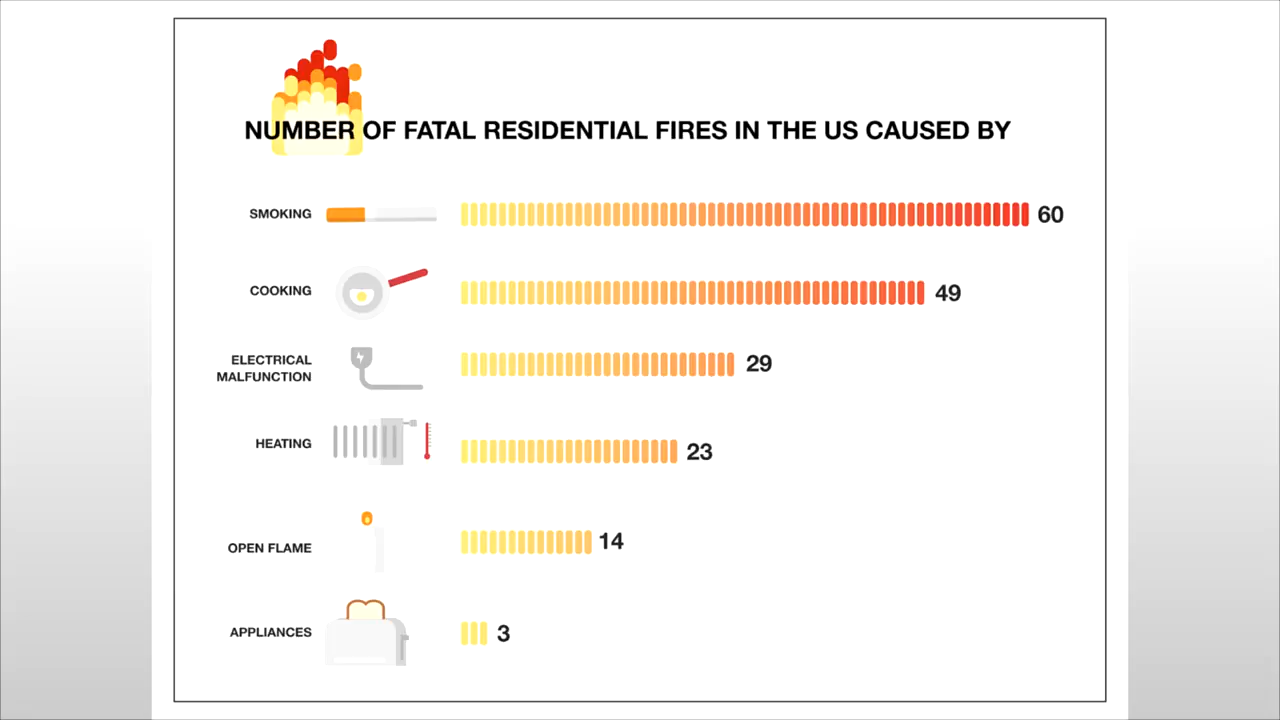 NUMBER OF FATAL RESIDENTIAL FIRES IN THE US CAUSED BY
SMOKING 60
COOKING 49
ELECTRICAL
MALFUNCTION 29
HEATING 23
OPEN FLAME 14
APPLIANCES 3